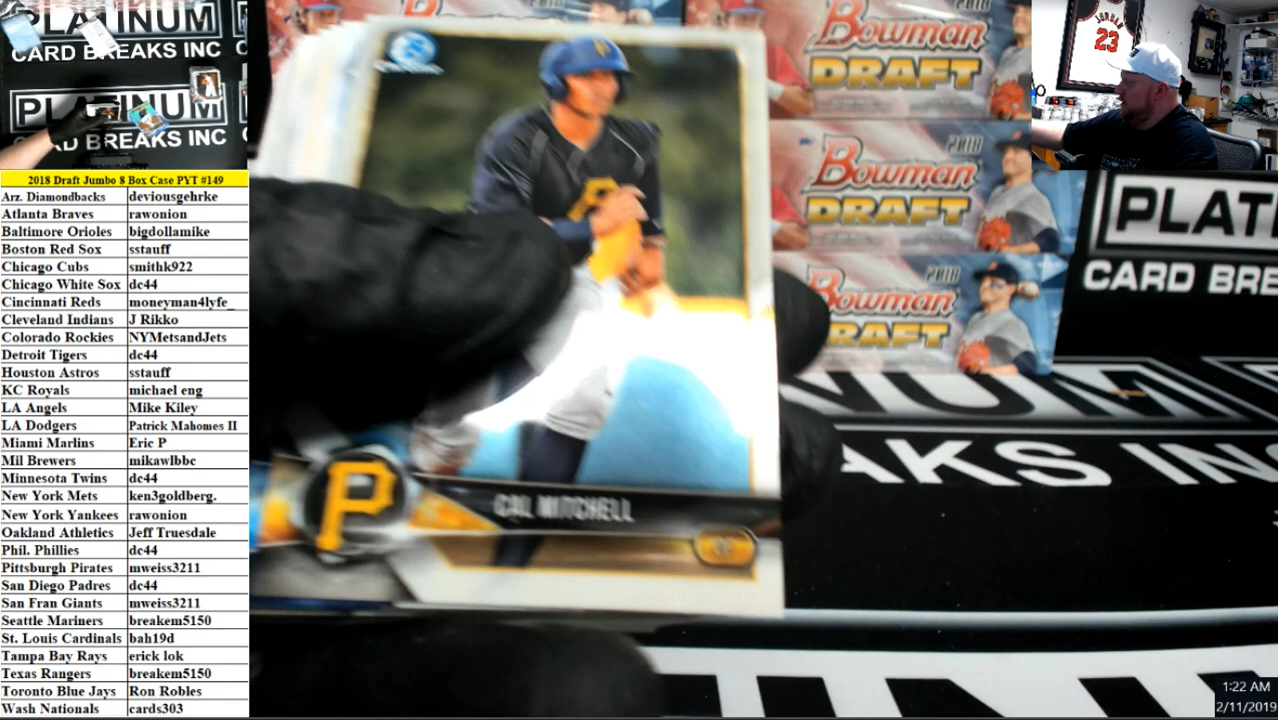 PLATINUM
CARD BREAKS INC
PLATINUM
CARD BREAKS INC
2018 Draft Jumbo 8 Box Case PYT #149
Arz. Diamondbacks deviousgehrke
Atlanta Braves rawonion
Baltimore Orioles bigdollamike
Boston Red Sox sstauff
Chicago Cubs smithk922
Chicago White Sox dc44
Cincinnati Reds moneyman4lyfe_
Cleveland Indians J Rikko
Colorado Rockies NYMetsandJets
Detroit Tigers dc44
Houston Astros sstauff
KC Royals michael eng
LA Angels Mike Kiley
LA Dodgers Patrick Mahomes II
Miami Marlins Eric P
Mil Brewers mikawlbbc
Minnesota Twins dc44
New York Mets ken3goldberg.
New York Yankees rawonion
Oakland Athletics Jeff Truesdale
Phil. Phillies dc44
Pittsburgh Pirates mweiss3211
San Diego Padres dc44
San Fran Giants mweiss3211
Seattle Mariners breakem5150
St. Louis Cardinals bah19d
Tampa Bay Rays erick lok
Texas Rangers breakem5150
Toronto Blue Jays Ron Robles
Wash Nationals cards303
P
CAL MITCHELL
2018
Bowman
DRAFT
2018
Bowman
DRAFT
2018
Bowman
DRAFT
JORDAN
23
PLATI
CARD BRE
NUM
AKS INC
1:22 AM
2/11/2019